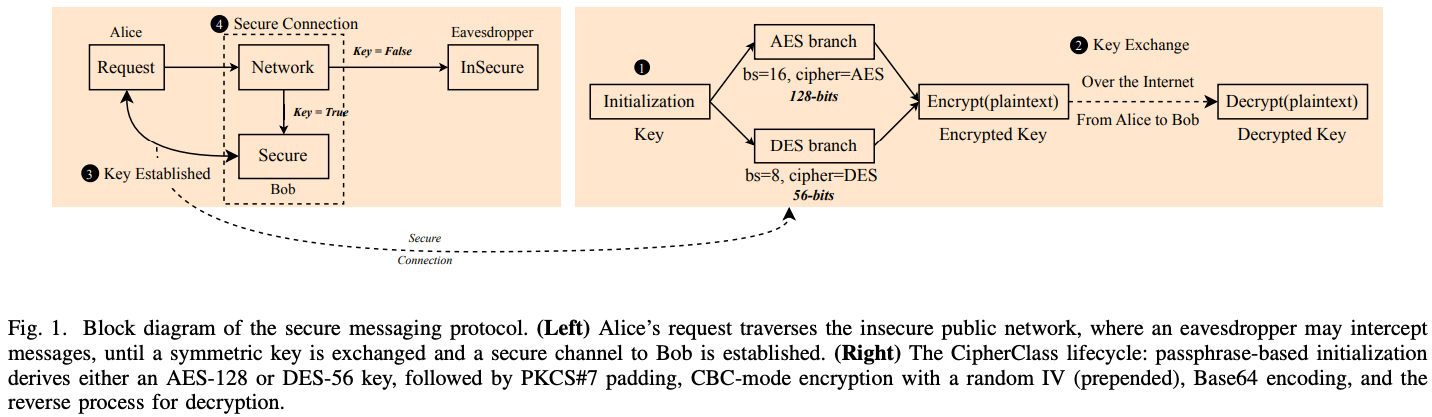 4 Secure Connection
Alice
Eavesdropper
Request
Network
Key = False
InSecure
Key = True
Secure
3 Key Established
Bob
1
Initialization
Key
AES branch
bs=16, cipher=AES
128-bits
DES branch
bs=8, cipher=DES
56-bits
2 Key Exchange
Encrypt(plaintext)
Encrypted Key
Over the Internet
From Alice to Bob
Decrypt(plaintext)
Decrypted Key
Secure
Connection
Fig. 1. Block diagram of the secure messaging protocol. (Left) Alice's request traverses the insecure public network, where an eavesdropper may intercept
messages, until a symmetric key is exchanged and a secure channel to Bob is established. (Right) The CipherClass lifecycle: passphrase-based initialization
derives either an AES-128 or DES-56 key, followed by PKCS#7 padding, CBC-mode encryption with a random IV (prepended), Base64 encoding, and the
reverse process for decryption.